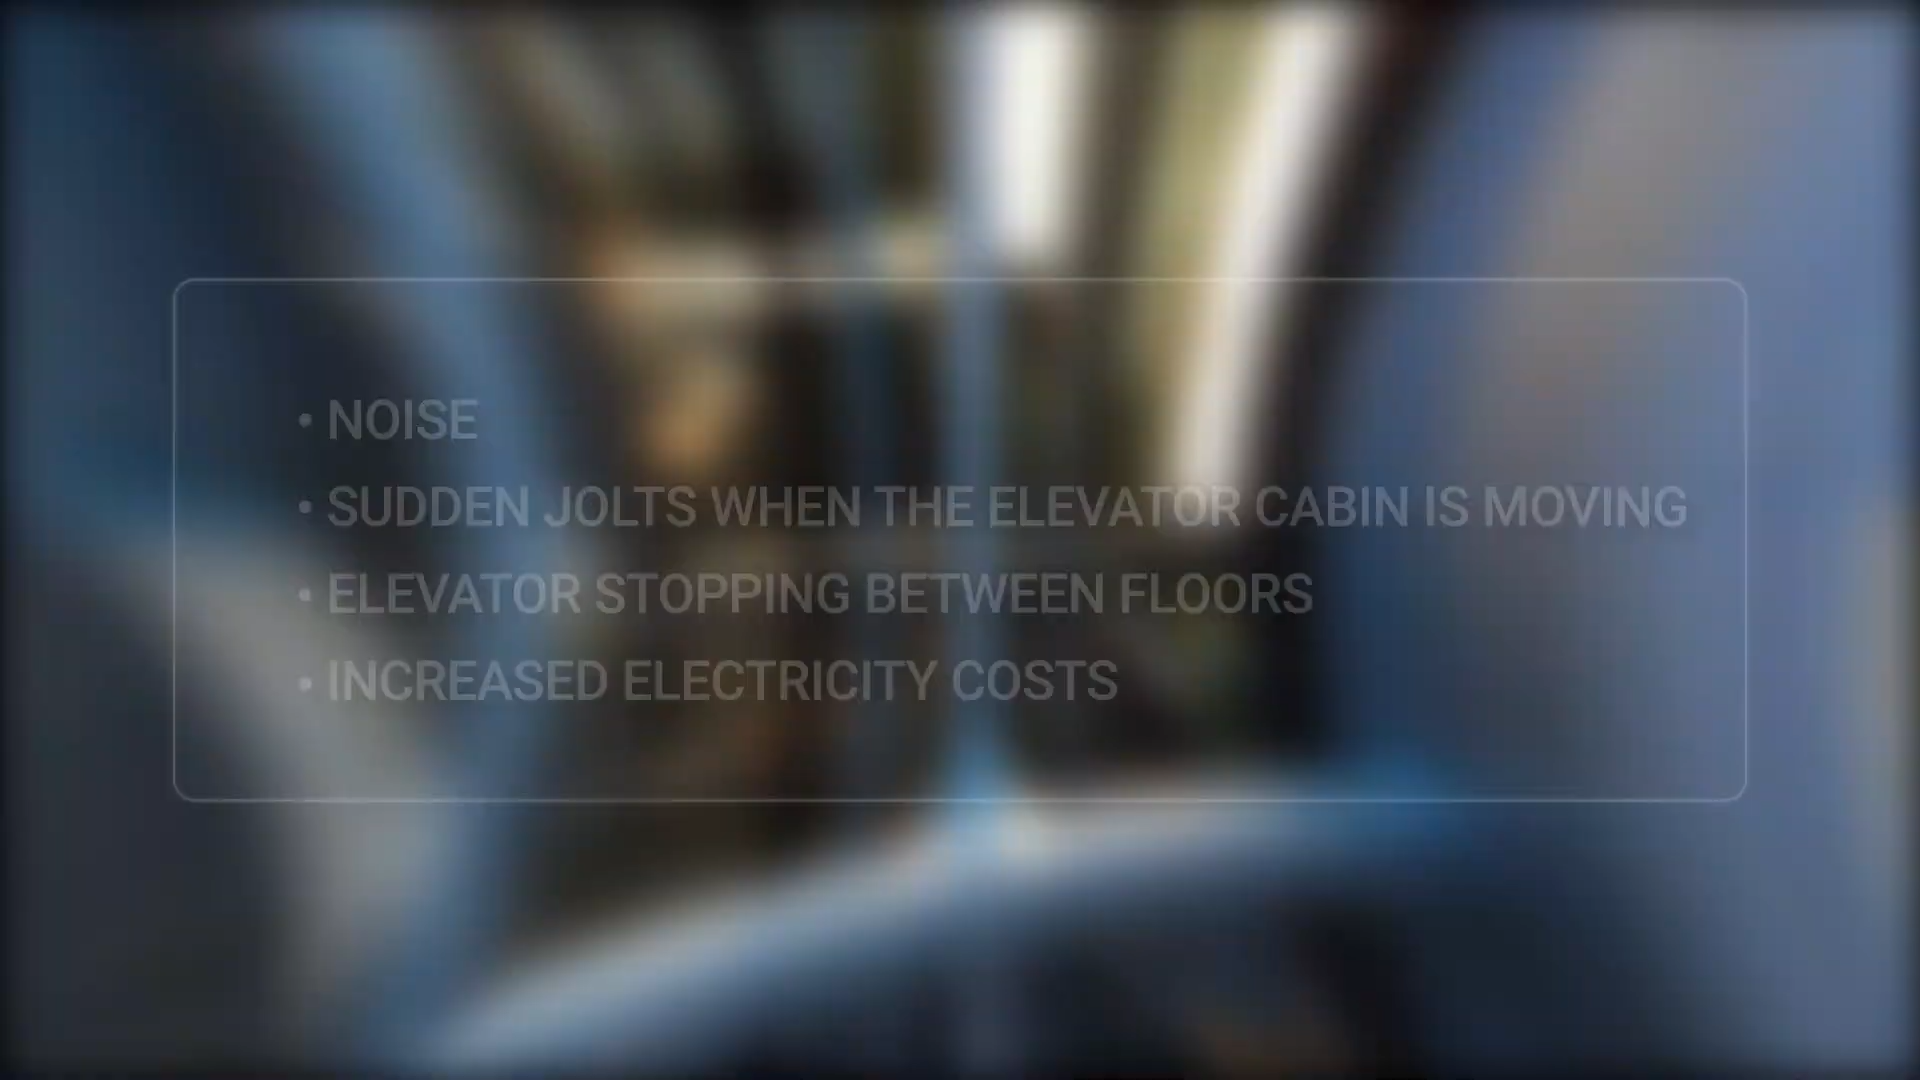 • NOISE
• SUDDEN JOLTS WHEN THE ELEVATOR CABIN IS MOVING
• ELEVATOR STOPPING BETWEEN FLOORS
• INCREASED ELECTRICITY COSTS